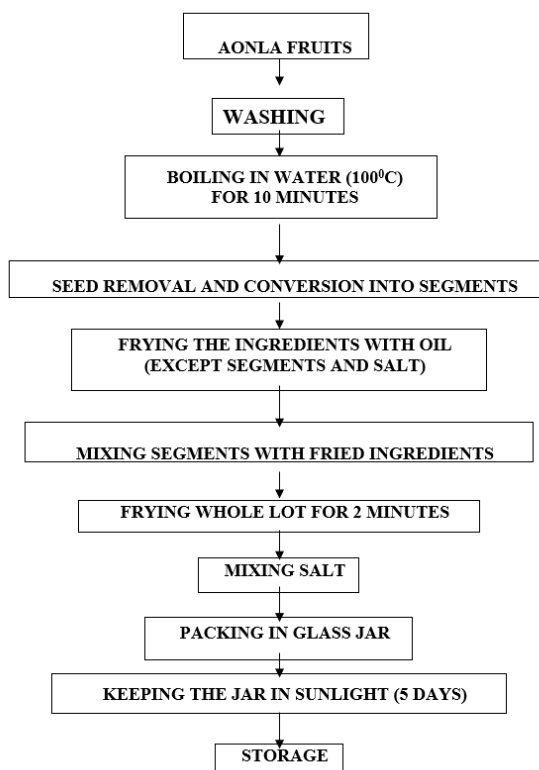 AONLA FRUITS
WASHING
BOILING IN WATER (100⁰C)
FOR 10 MINUTES
SEED REMOVAL AND CONVERSION INTO SEGMENTS
FRYING THE INGREDIENTS WITH OIL
(EXCEPT SEGMENTS AND SALT)
MIXING SEGMENTS WITH FRIED INGREDIENTS
FRYING WHOLE LOT FOR 2 MINUTES
MIXING SALT
PACKING IN GLASS JAR
KEEPING THE JAR IN SUNLIGHT (5 DAYS)
STORAGE